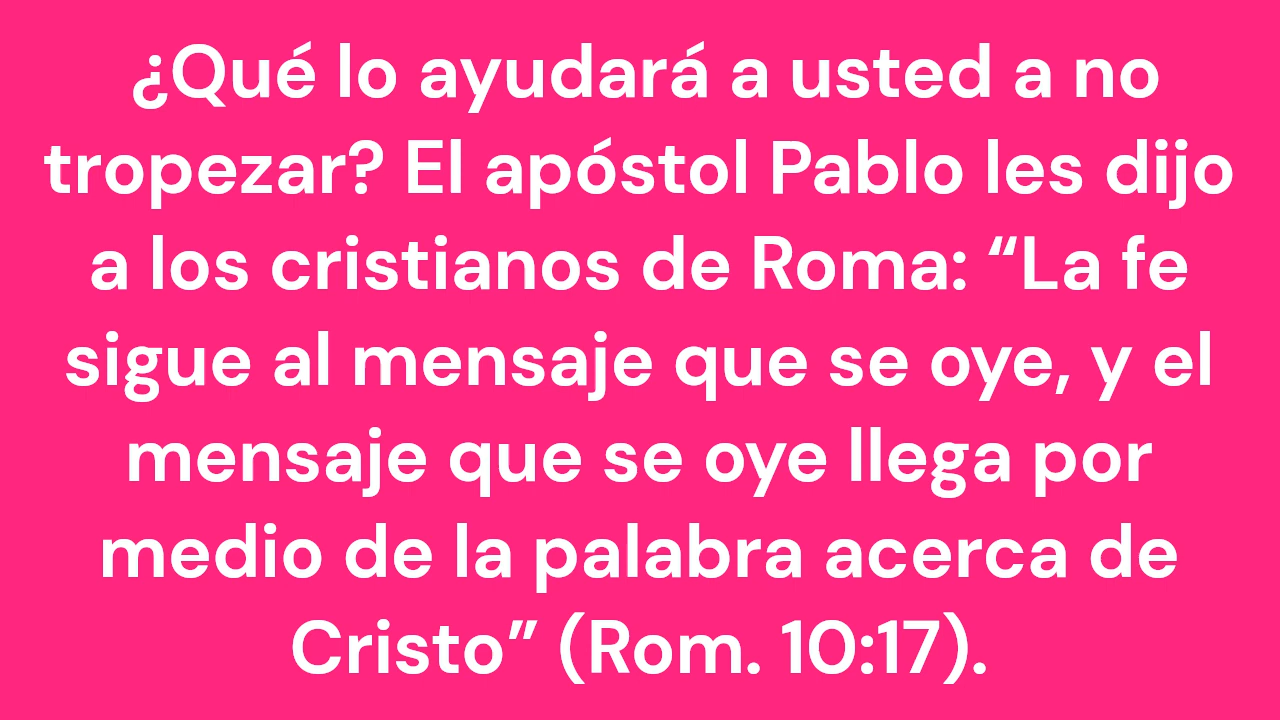 ¿Qué lo ayudará a usted a no
tropezar? El apóstol Pablo les dijo
a los cristianos de Roma: “La fe
sigue al mensaje que se oye, y el
mensaje que se oye llega por
medio de la palabra acerca de
Cristo” (Rom. 10:17).